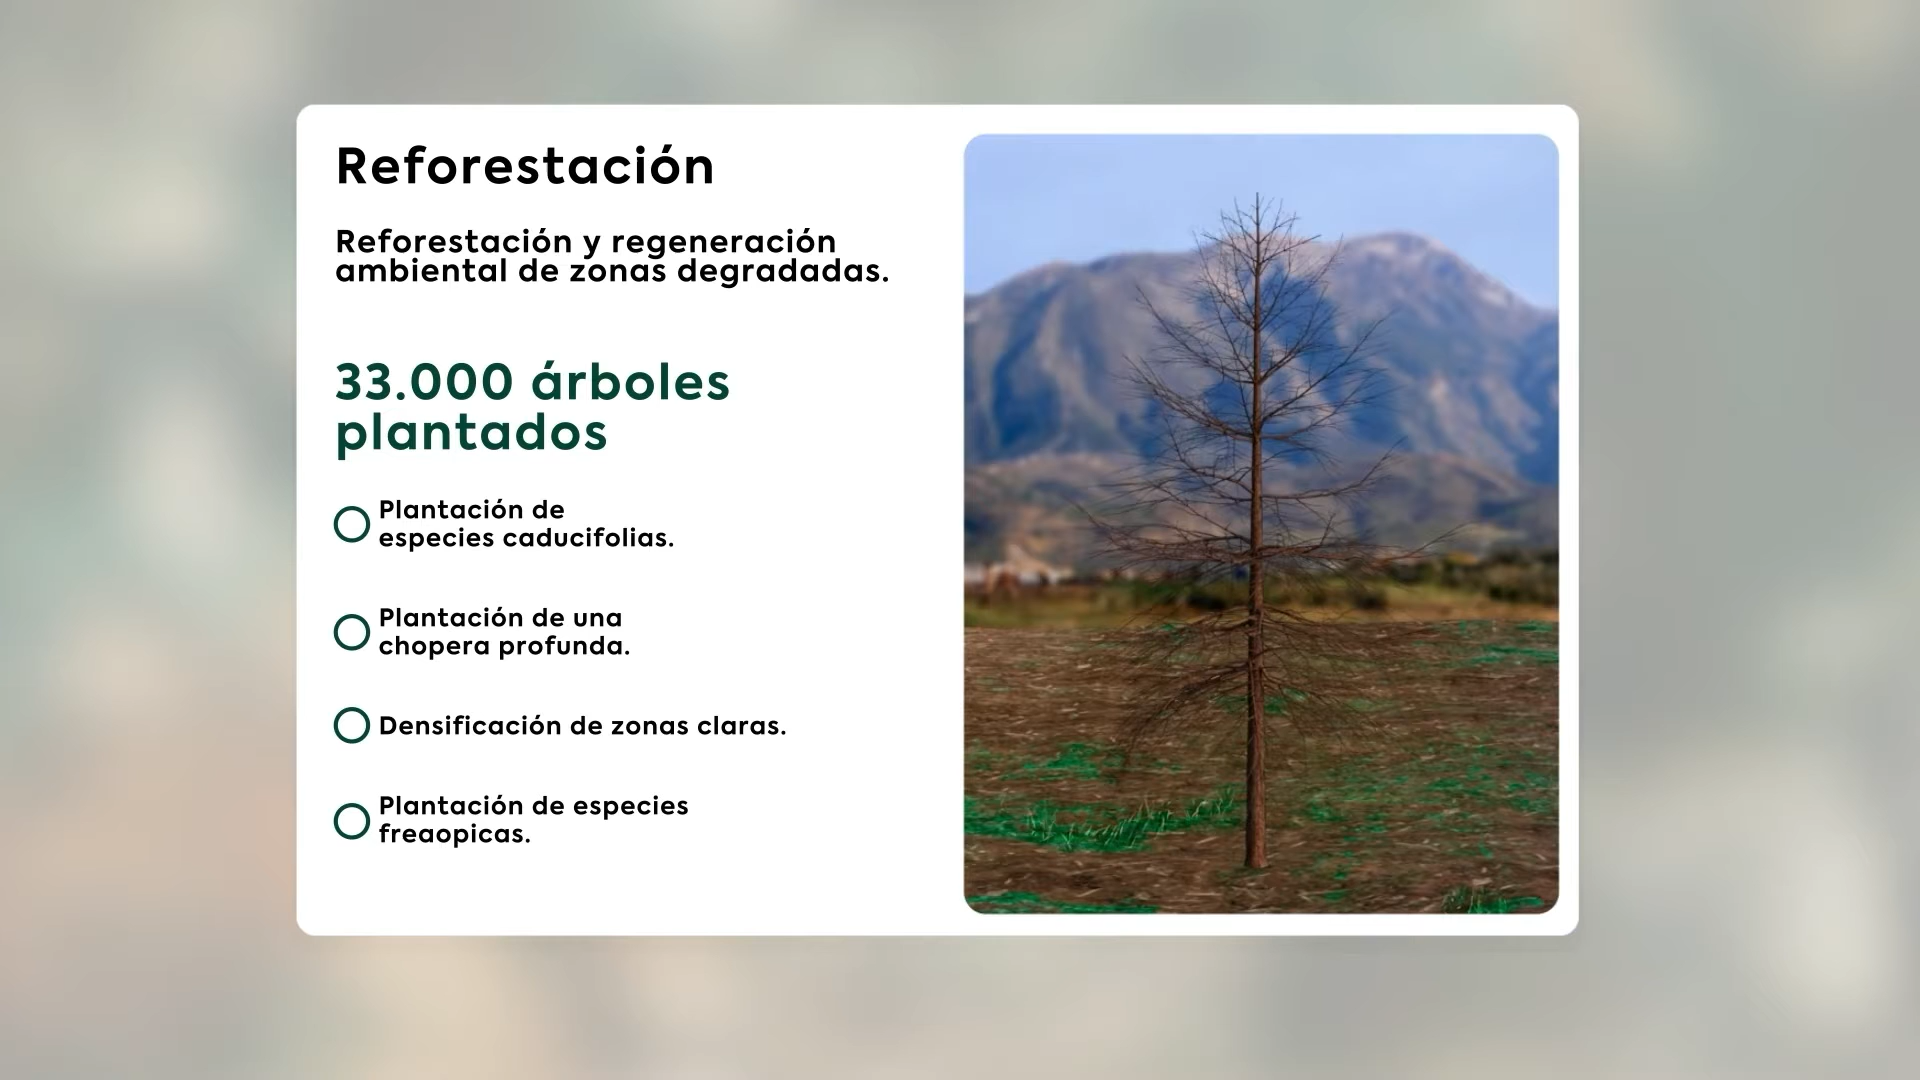 Reforestación
Reforestación y regeneración
ambiental de zonas degradadas.
33.000 árboles
plantados
Plantación de
especies caducifolias.
Plantación de una
chopera profunda.
Densificación de zonas claras.
Plantación de especies
freaopicas.